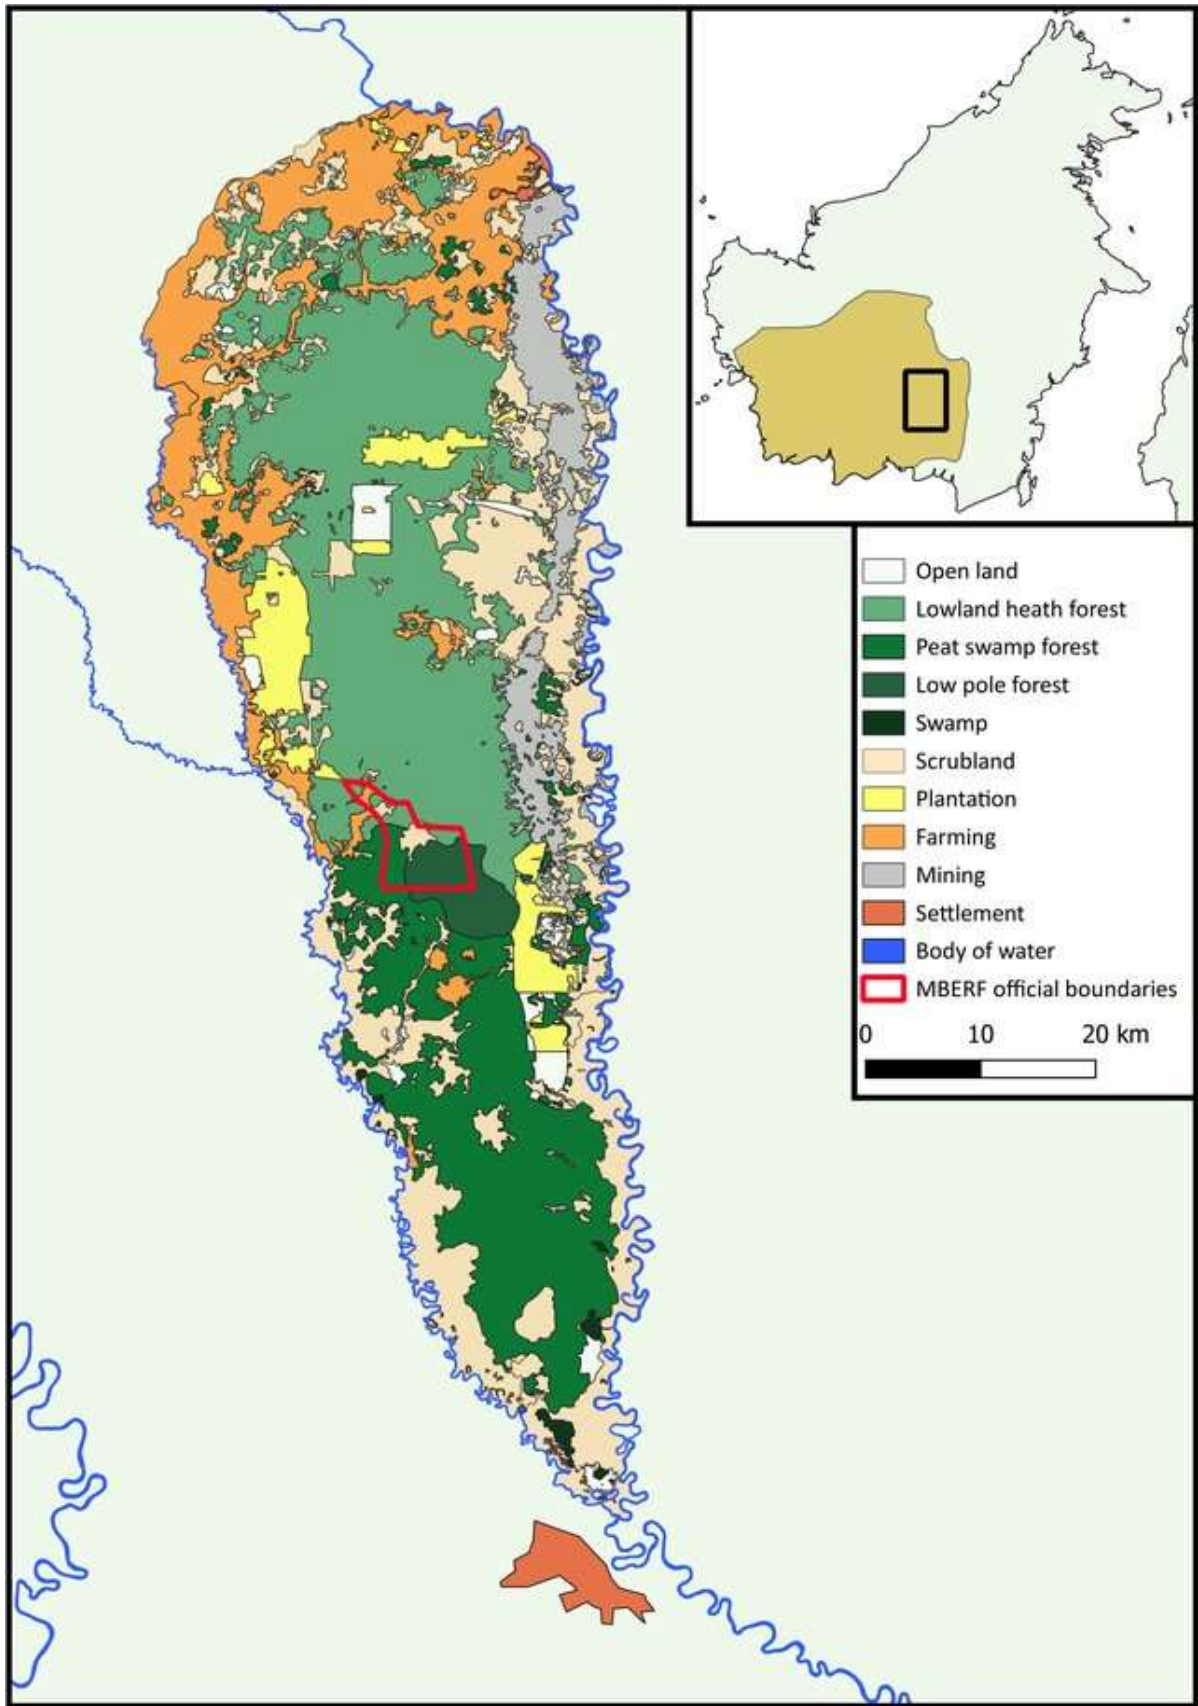 Open land
Lowland heath forest
Peat swamp forest
Low pole forest
Swamp
Scrubland
Plantation
Farming
Mining
Settlement
Body of water
MBERF official boundaries
0 10 20 km